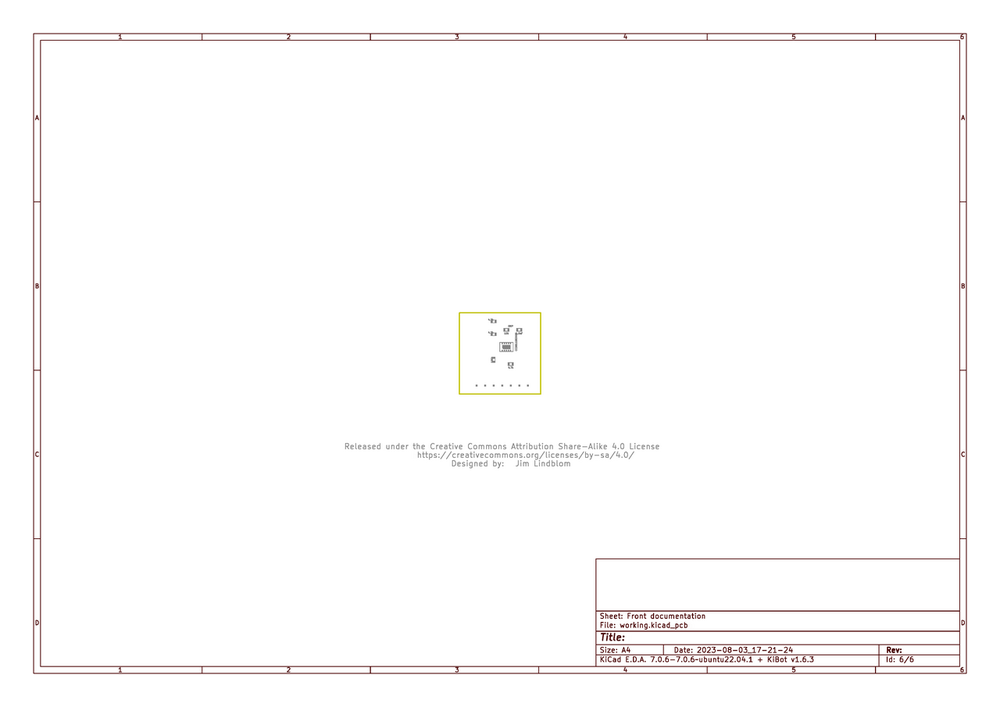 1 2 3 4 5 6
A A
B B
Released under the Creative Commons Attribution Share-Alike 4.0 License
https://creativecommons.org/licenses/by-sa/4.0/
Designed by: Jim Lindblom
C C
Sheet: Front documentation
File: working.kicad_pcb
D D
Title:
Size: A4 Date: 2023-08-03_17-21-24 Rev:
KiCad E.D.A. 7.0.6-7.0.6~ubuntu22.04.1 + KiBot v1.6.3 Id: 6/6
1 2 3 4 5 6